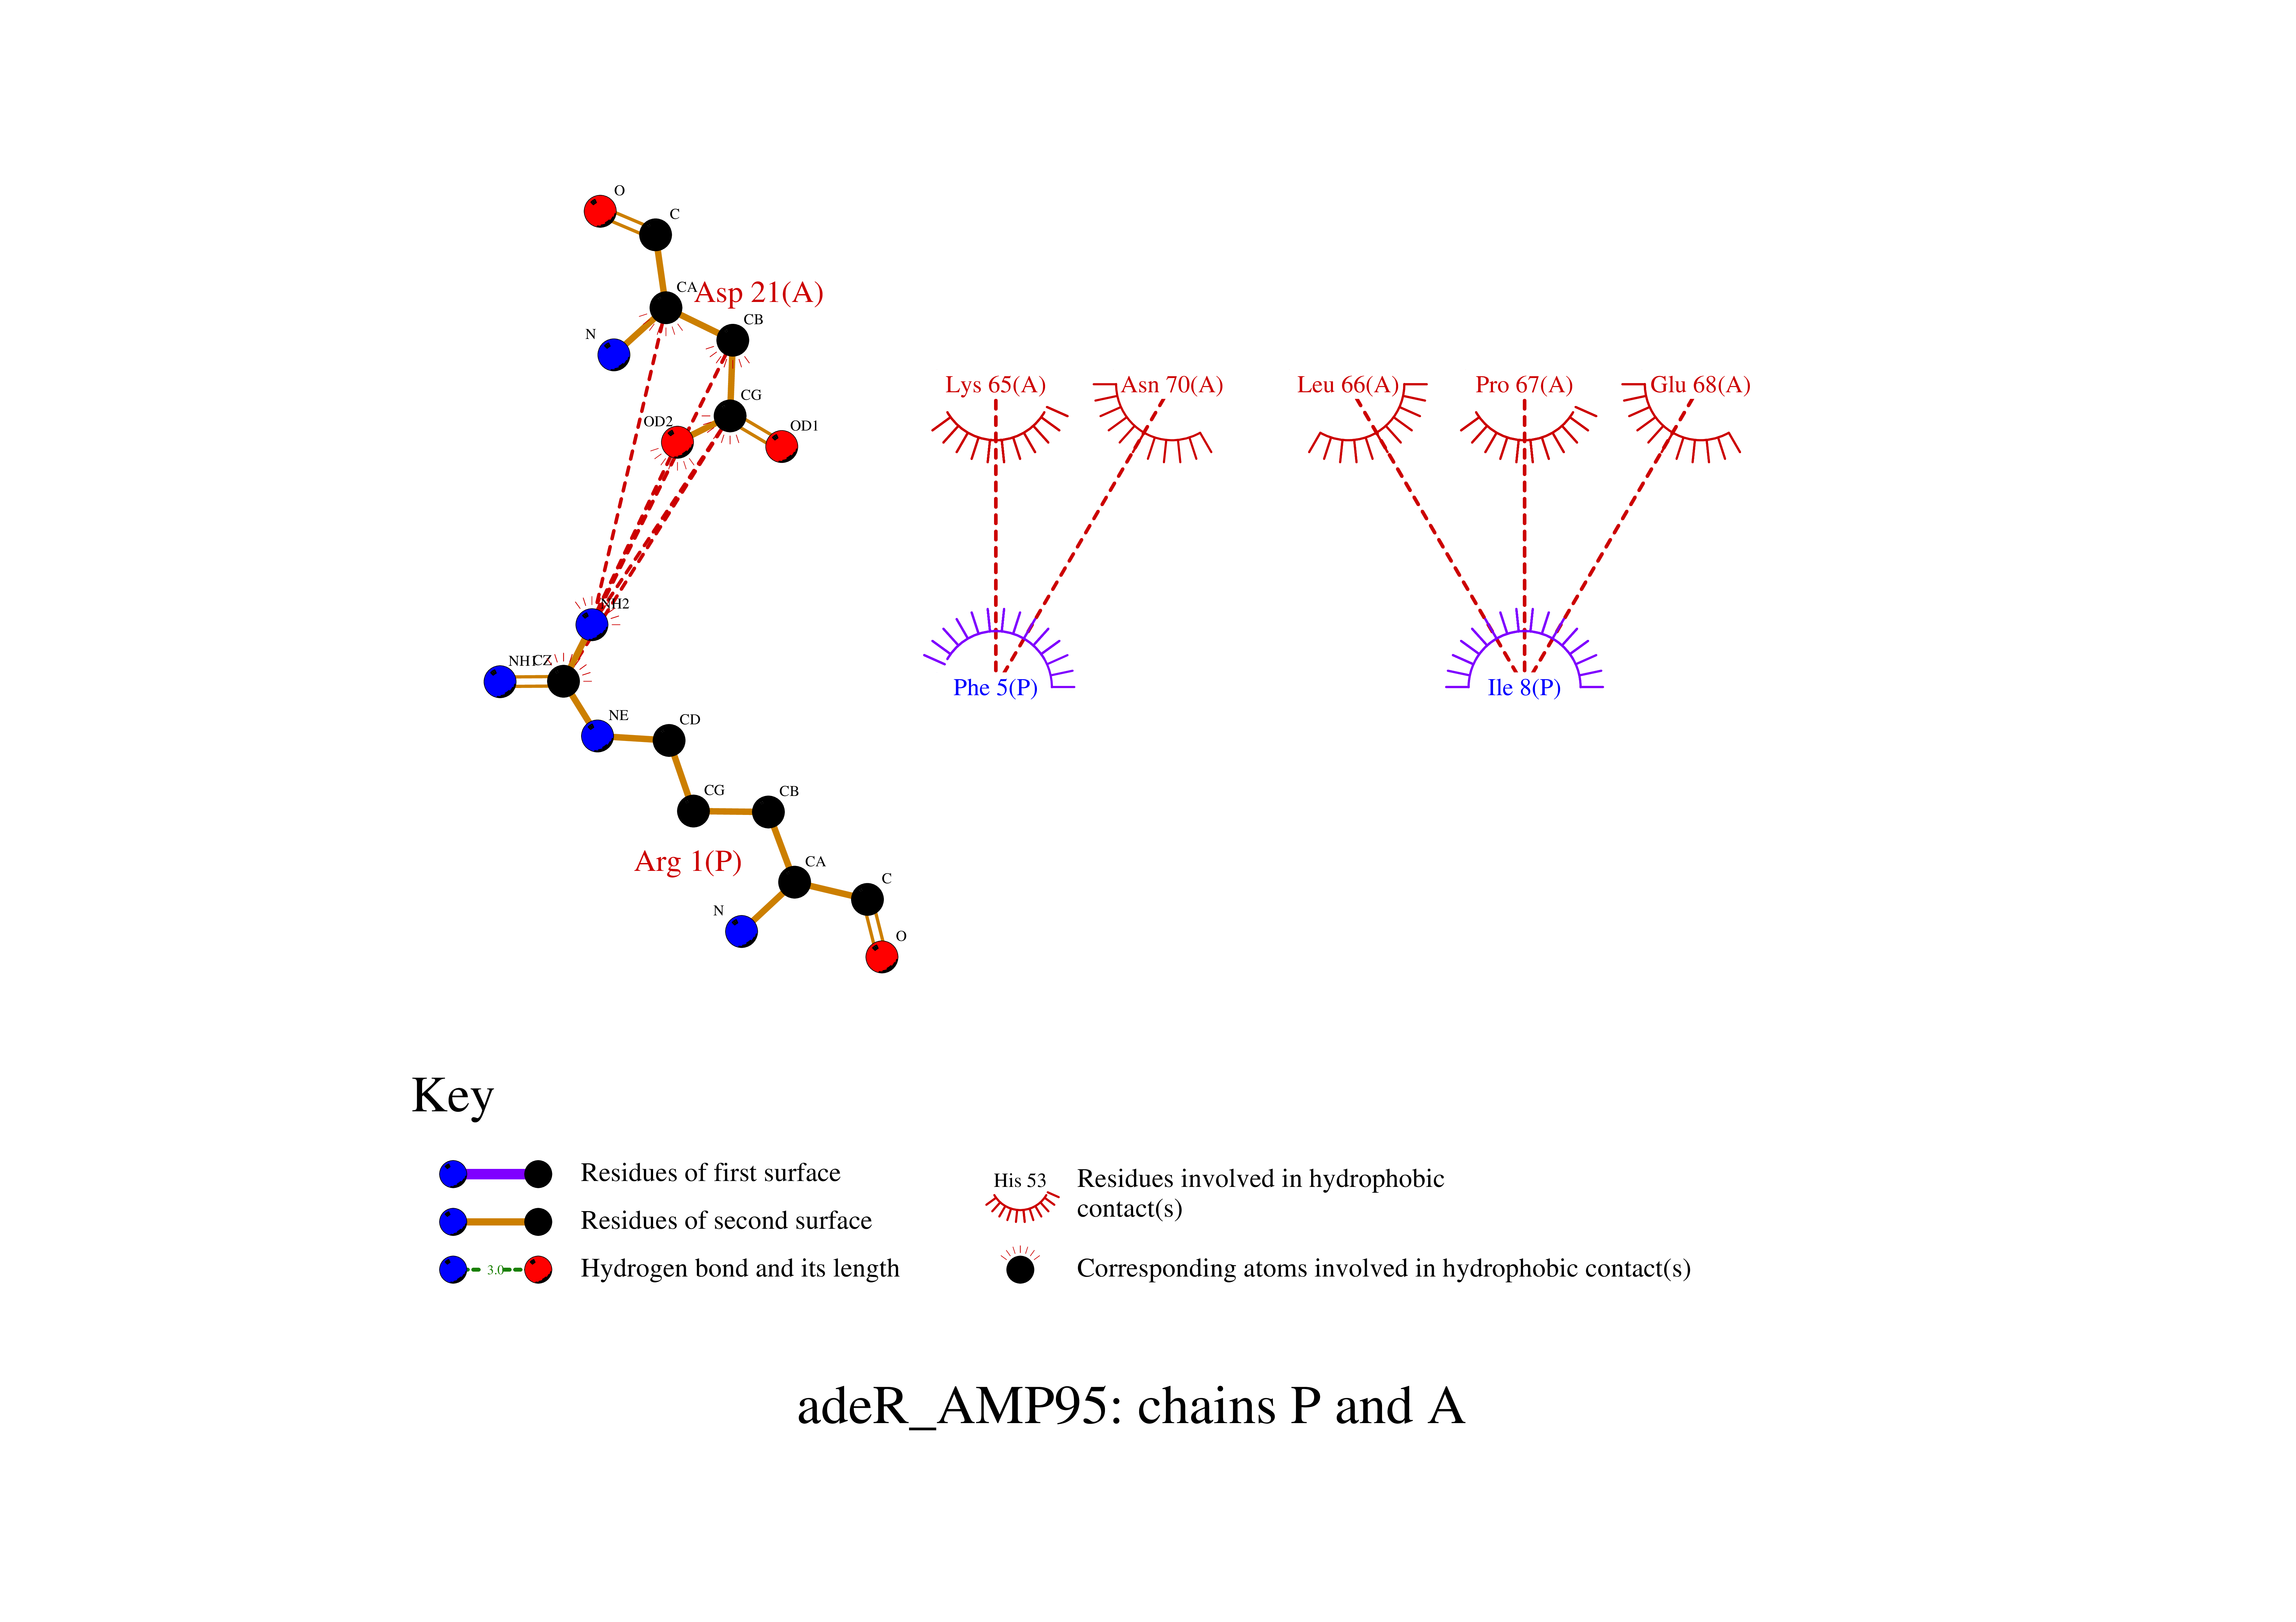 O
C
CA
Asp 21(A)
CB
N
CG
OD2
OD1
NH2
NH1
CZ
NE
CD
CG
CB
Arg 1(P)
CA
C
N
O
Lys 65(A)
Asn 70(A)
Leu 66(A)
Pro 67(A)
Glu 68(A)
Phe 5(P)
Ile 8(P)
Key
Residues of first surface
Residues of second surface
3.0
Hydrogen bond and its length
His 53
Residues involved in hydrophobic
contact(s)
Corresponding atoms involved in hydrophobic contact(s)
adeR_AMP95: chains P and A